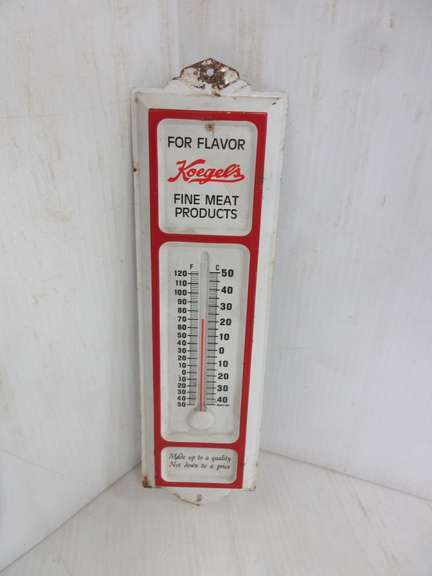 FOR FLAVOR
Koegel's
FINE MEAT
PRODUCTS
F C
120 50
110
100 40
90
80 30
70 20
60
50 10
40
30 0
20
10 10
0
10 20
20
30 30
40
50 40
Made up to a quality
Not down to a price